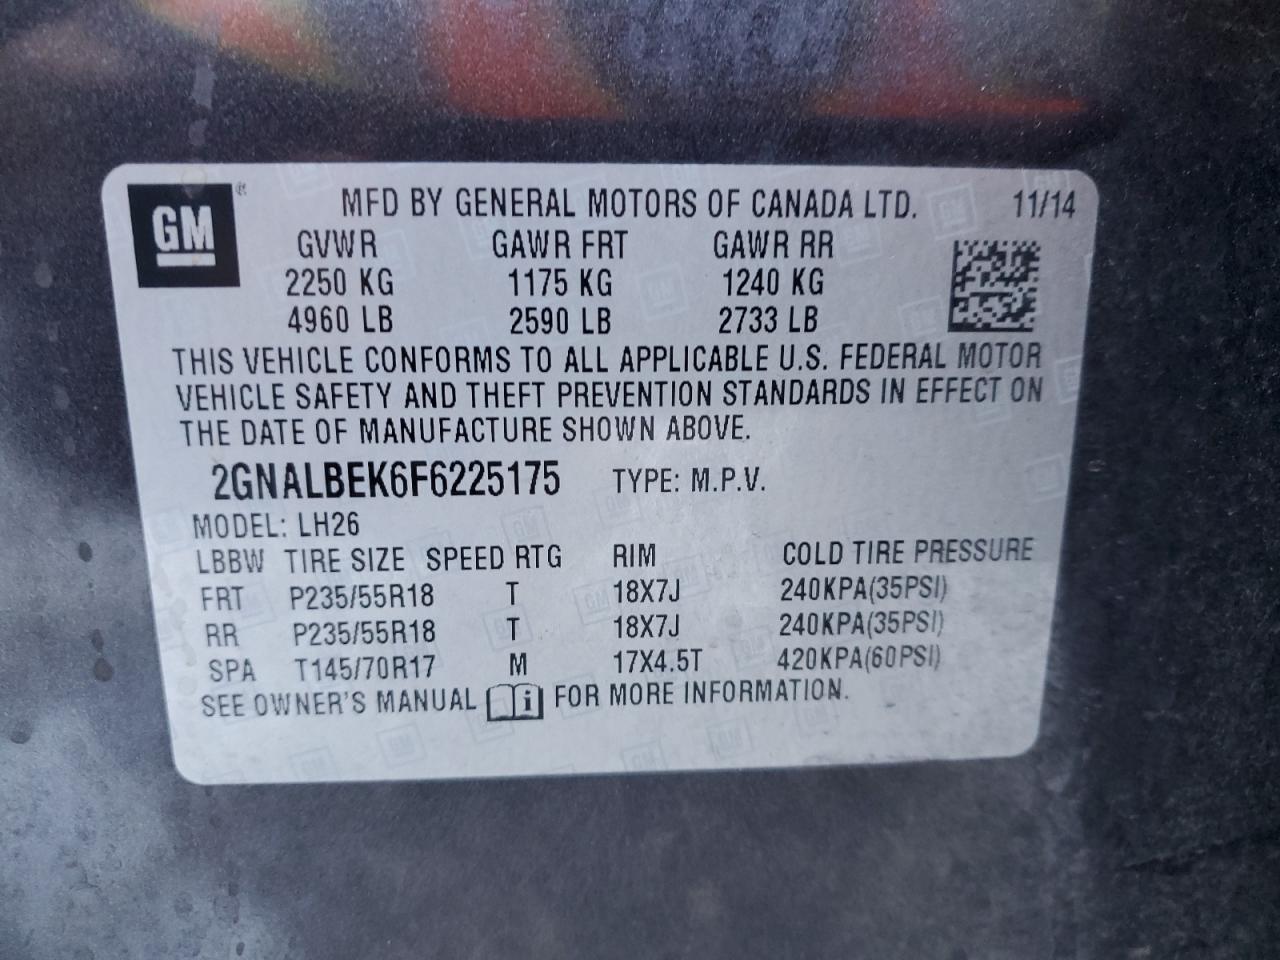 GM®
MFD BY GENERAL MOTORS OF CANADA LTD. 11/14
GVWR GAWR FRT GAWR RR
2250 KG 1175 KG 1240 KG
4960 LB 2590 LB 2733 LB
THIS VEHICLE CONFORMS TO ALL APPLICABLE U.S. FEDERAL MOTOR
VEHICLE SAFETY AND THEFT PREVENTION STANDARDS IN EFFECT ON
THE DATE OF MANUFACTURE SHOWN ABOVE.
2GNALBEK6F6225175 TYPE: M.P.V.
MODEL: LH26
LBBW TIRE SIZE SPEED RTG RIM COLD TIRE PRESSURE
FRT P235/55R18 T 18X7J 240KPA(35PSI)
RR P235/55R18 T 18X7J 240KPA(35PSI)
SPA T145/70R17 M 17X4.5T 420KPA(60PSI)
SEE OWNER'S MANUAL i FOR MORE INFORMATION.